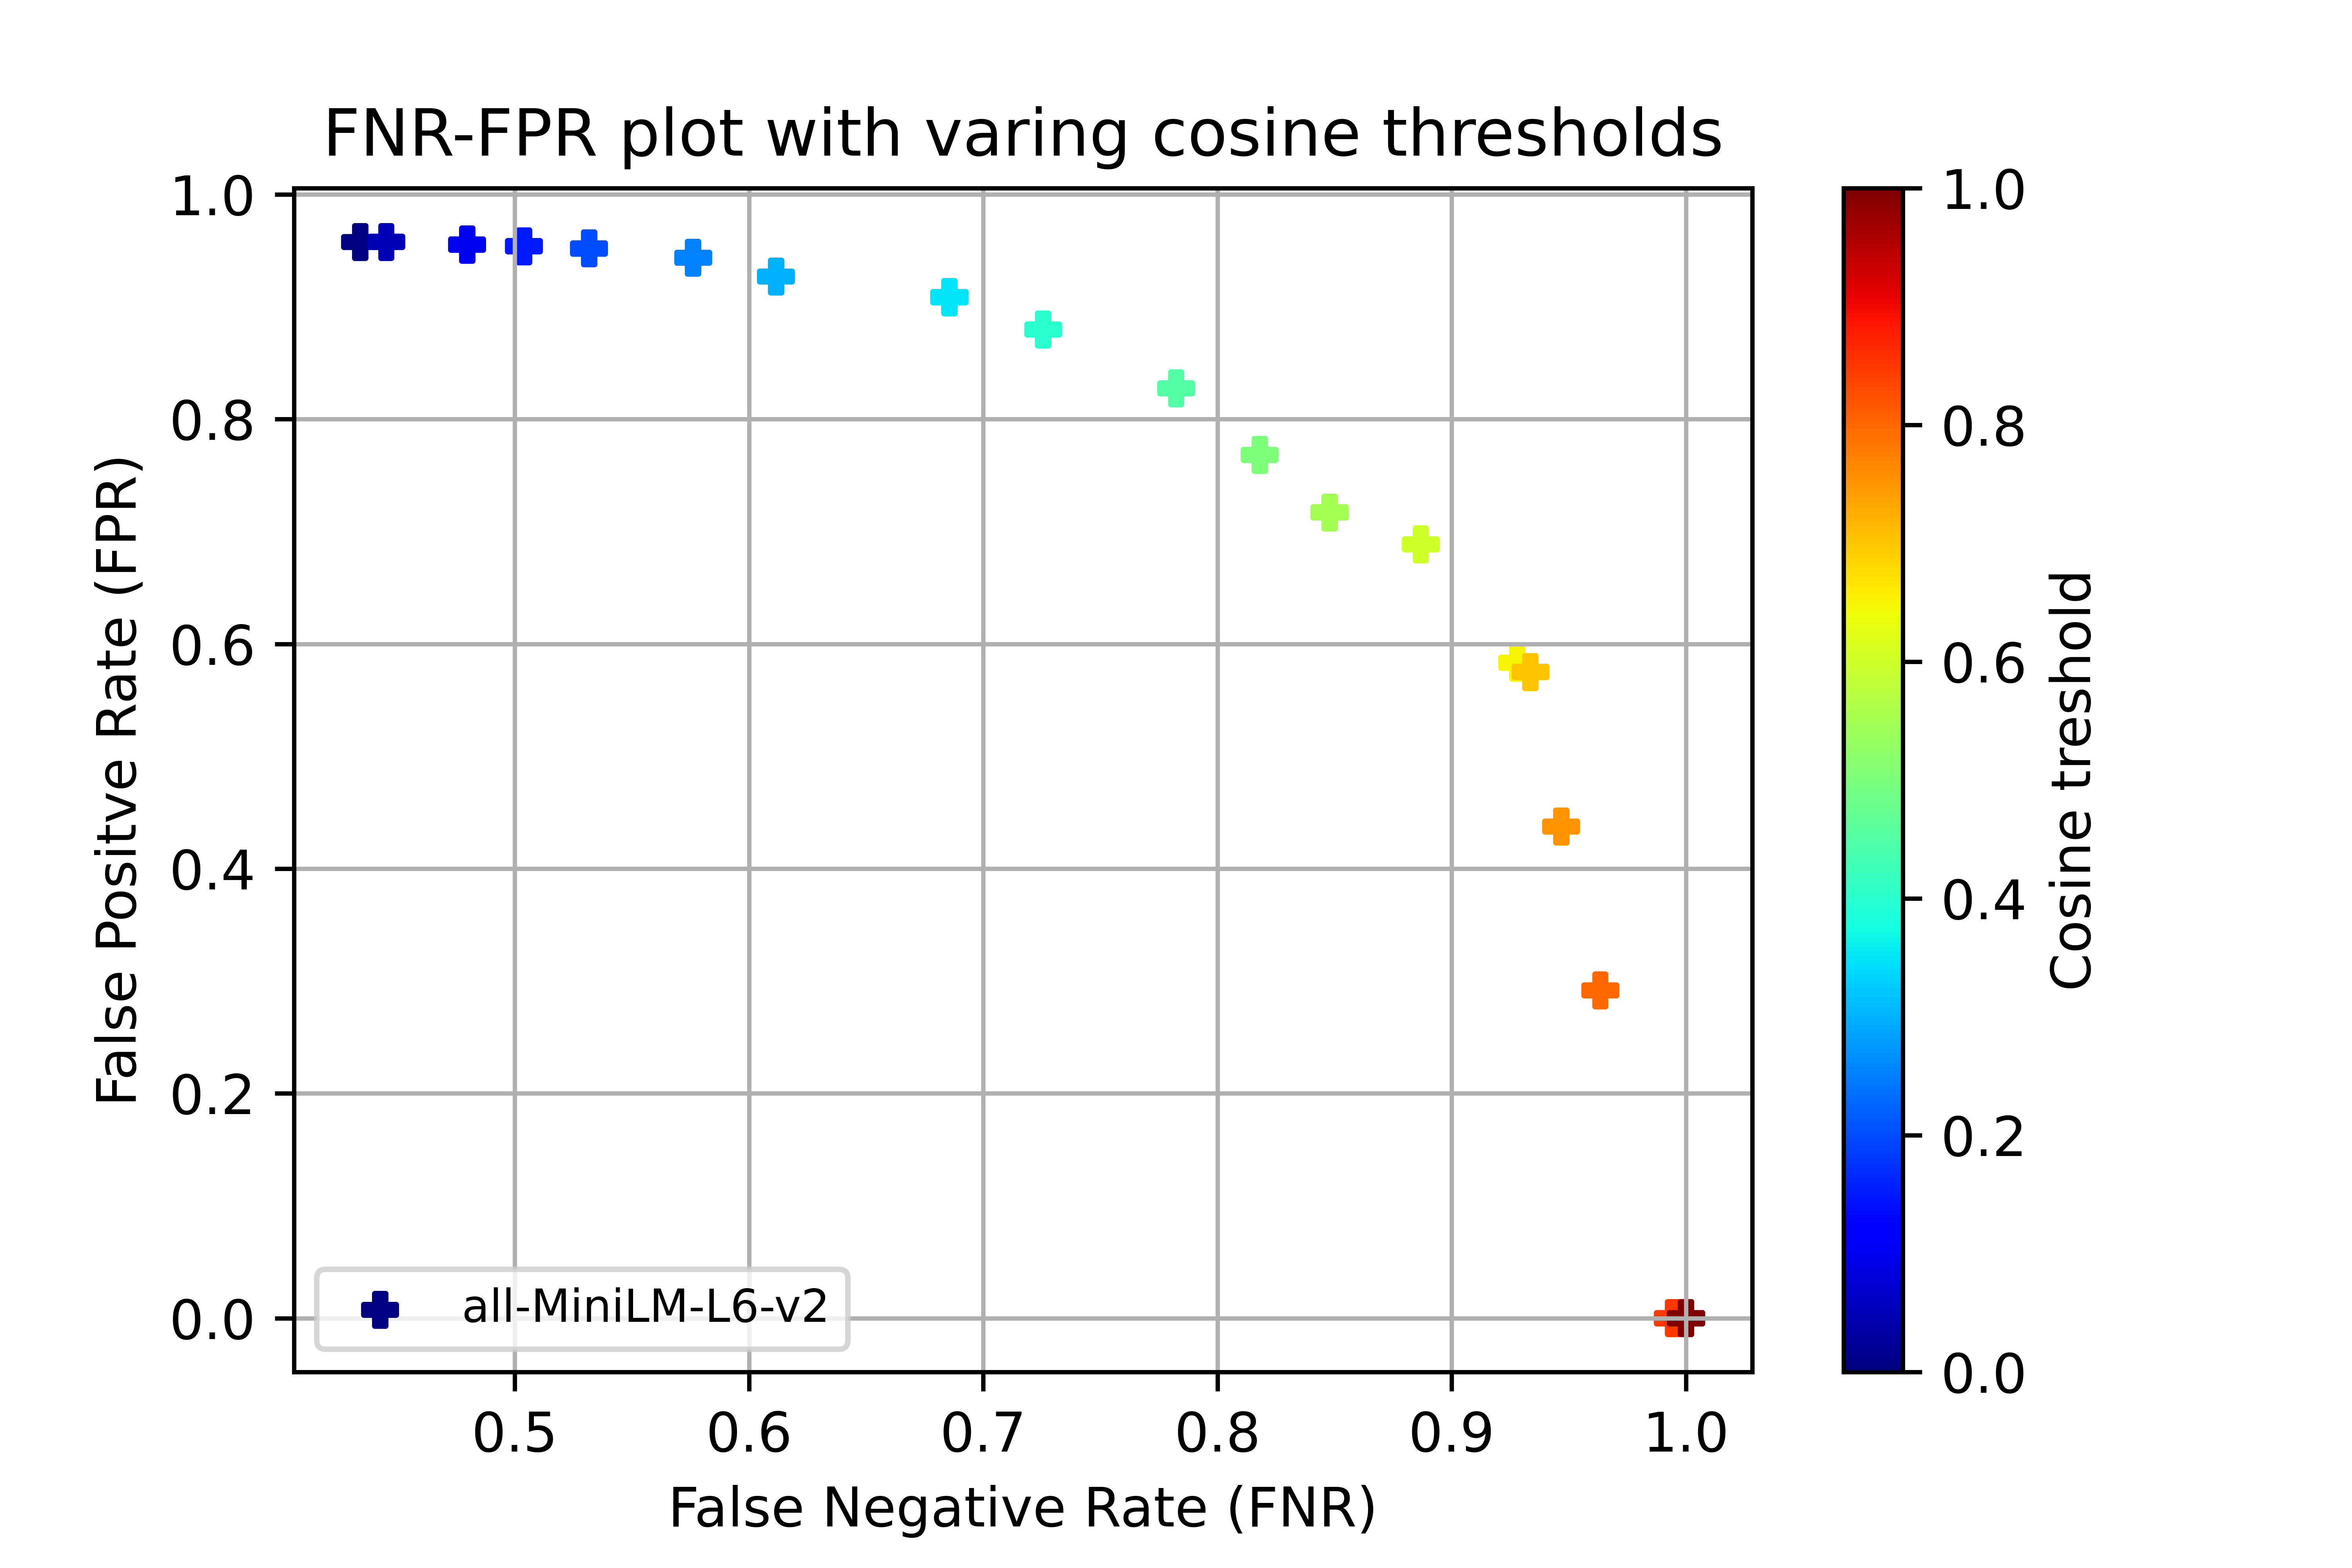 FNR-FPR plot with varing cosine thresholds
1.0
0.8
0.6
0.4
0.2
0.0
False Positve Rate (FPR)
all-MiniLM-L6-v2
0.5 0.6 0.7 0.8 0.9 1.0
False Negative Rate (FNR)
1.0
0.8
0.6
0.4
0.2
0.0
Cosine treshold